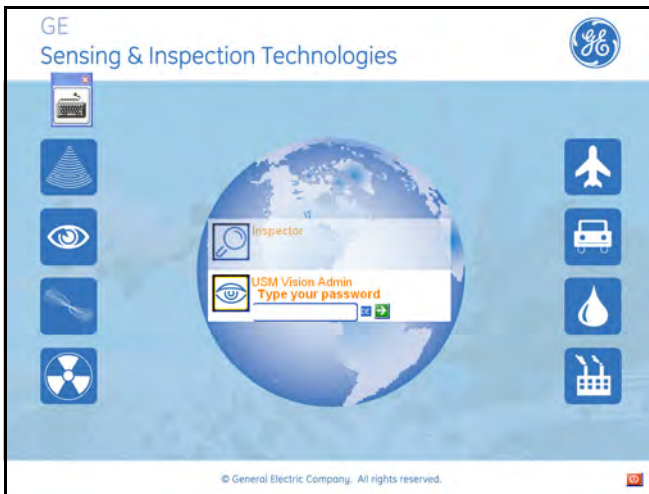 GE
Sensing & Inspection Technologies
Inspector
USM Vision Admin
Type your password
© General Electric Company. All rights reserved.